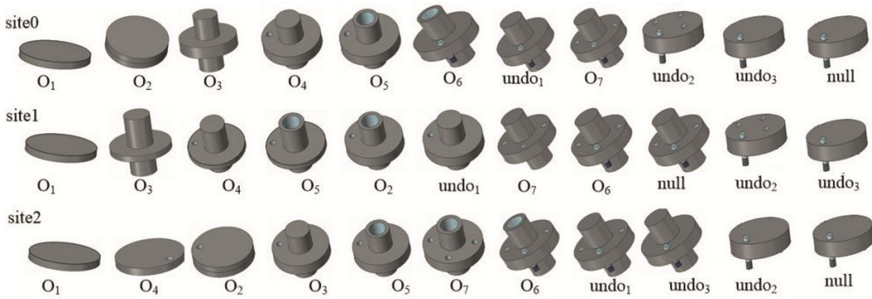 site0
O₁ O₂ O₃ O₄ O₅ O₆ undo₁ O₇ undo₂ undo₃ null
site1
O₁ O₃ O₄ O₅ O₂ undo₁ O₇ O₆ null undo₂ undo₃
site2
O₁ O₄ O₂ O₃ O₅ O₇ O₆ undo₁ undo₃ undo₂ null